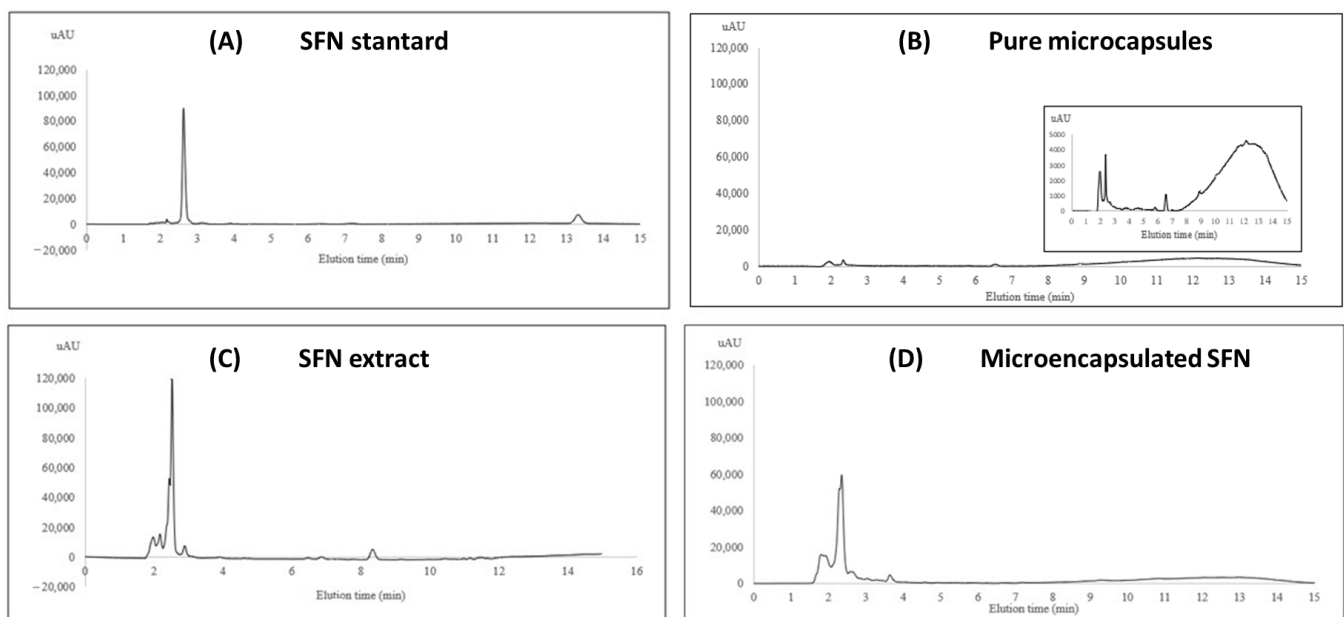 (A) SFN stantard
uAU
120,000
100,000
80,000
60,000
40,000
20,000
0
−20,000
0 1 2 3 4 5 6 7 8 9 10 11 12 13 14 15
Elution time (min)
(B) Pure microcapsules
uAU
120,000
100,000
80,000
60,000
40,000
20,000
0
0 1 2 3 4 5 6 7 8 9 10 11 12 13 14 15
Elution time (min)
uAU
5000
4000
3000
2000
1000
0
0 1 2 3 4 5 6 7 8 9 10 11 12 13 14 15
Elution time (min)
(C) SFN extract
uAU
120,000
100,000
80,000
60,000
40,000
20,000
0
−20,000
0 2 4 6 8 10 12 14 16
Elution time (min)
(D) Microencapsulated SFN
uAU
120,000
100,000
80,000
60,000
40,000
20,000
0
0 1 2 3 4 5 6 7 8 9 10 11 12 13 14 15
Elution time (min)